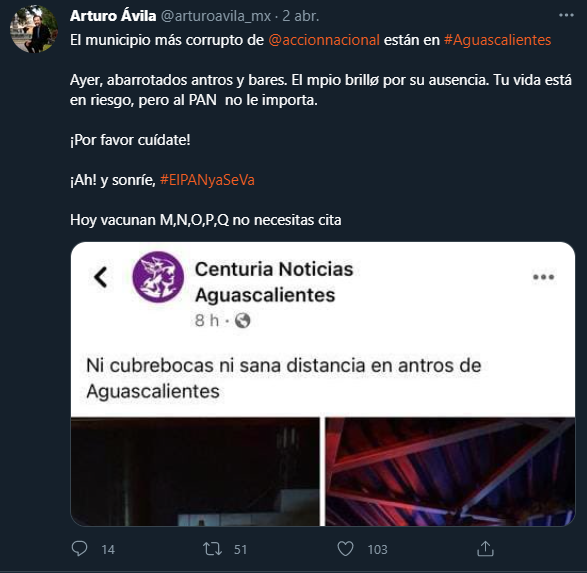 Arturo Ávila @arturoavila_mx · 2 abr.
El municipio más corrupto de @accionnacional están en #Aguascalientes
Ayer, abarrotados antros y bares. El mpio brillø por su ausencia. Tu vida está
en riesgo, pero al PAN no le importa.
¡Por favor cuídate!
¡Ah! y sonríe, #ElPANyaSeVa
Hoy vacunan M,N,O,P,Q no necesitas cita
Centuria Noticias
Aguascalientes
8 h ·
Ni cubrebocas ni sana distancia en antros de
Aguascalientes
14 51 103